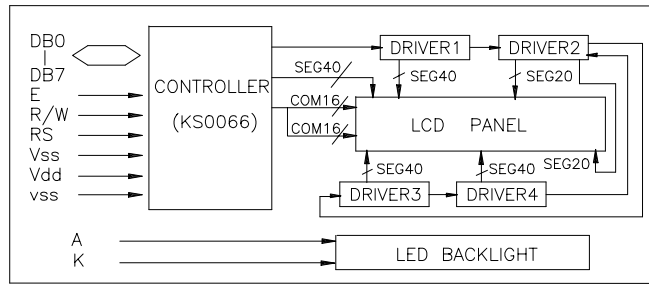 DB0
DB7
E
R/W
RS
Vss
Vdd
vss
A
K
CONTROLLER
(KS0066)
SEG40
COM16
COM16
DRIVER1
DRIVER2
SEG40
SEG20
LCD PANEL
SEG20
SEG40
SEG40
DRIVER3
DRIVER4
LED BACKLIGHT